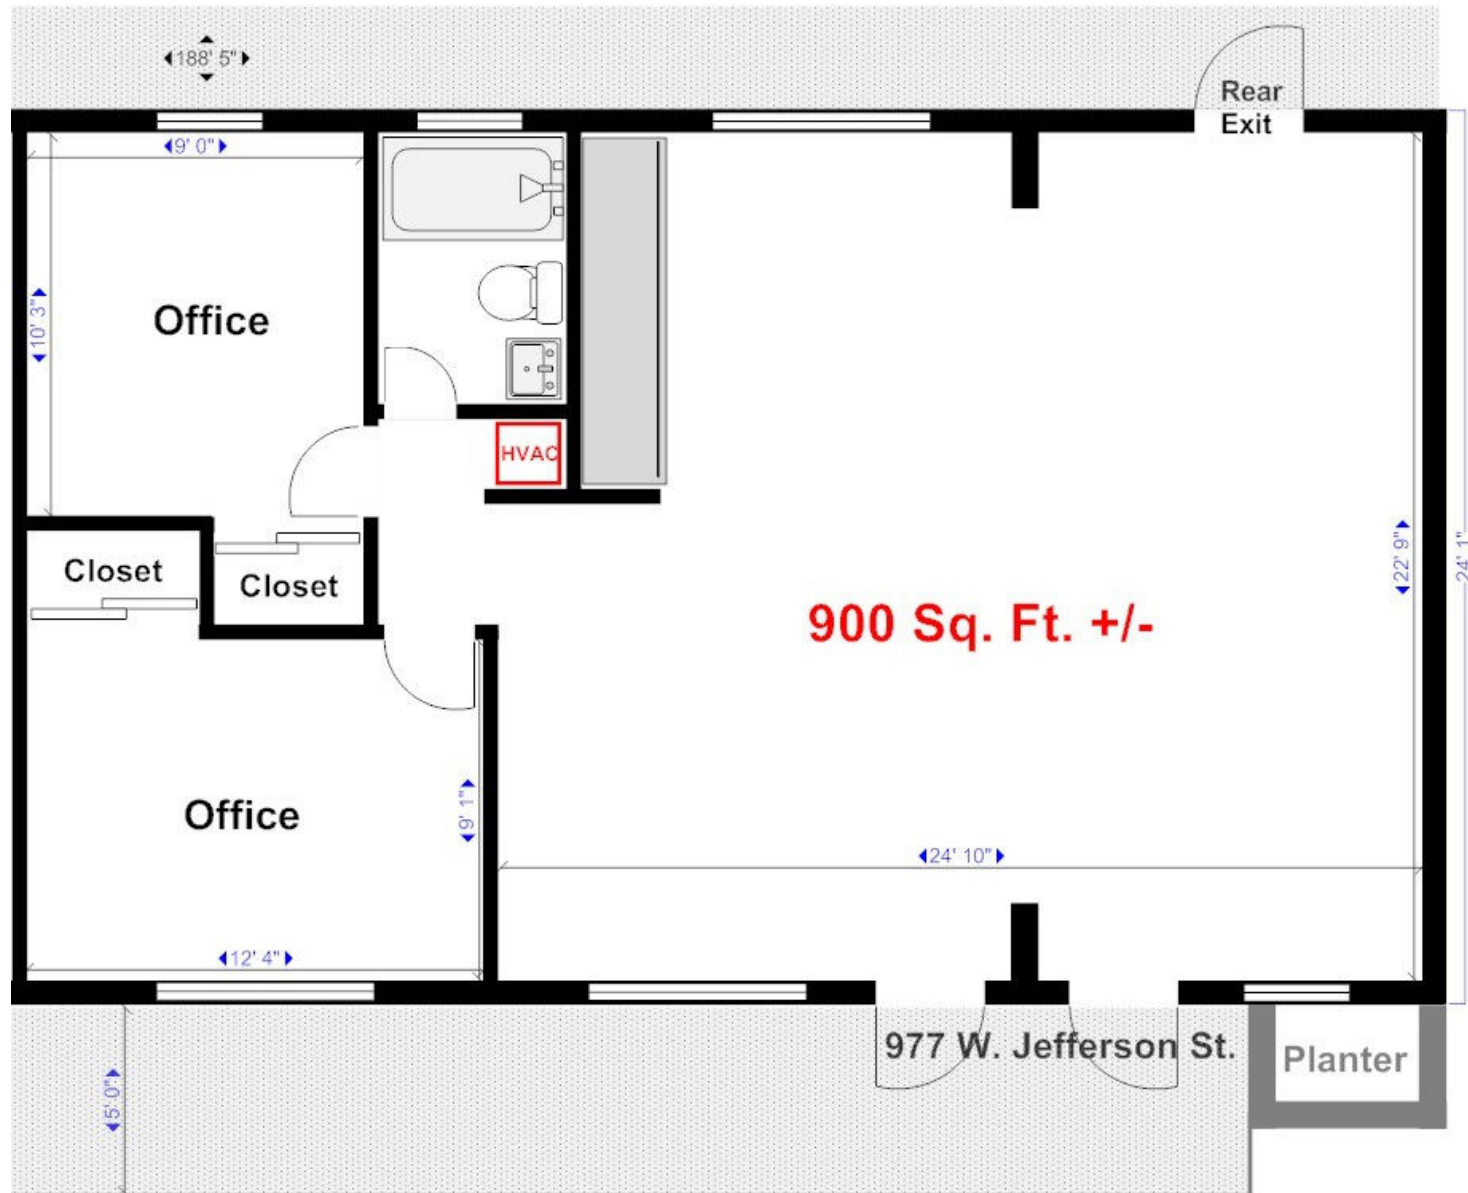 188' 5"
Rear
Exit
9' 0"
10' 3"
Office
HVAC
Closet
Closet
22' 9"
24' 1"
900 Sq. Ft. +/-
Office
9' 1"
24' 10"
12' 4"
977 W. Jefferson St.
Planter
5' 0"